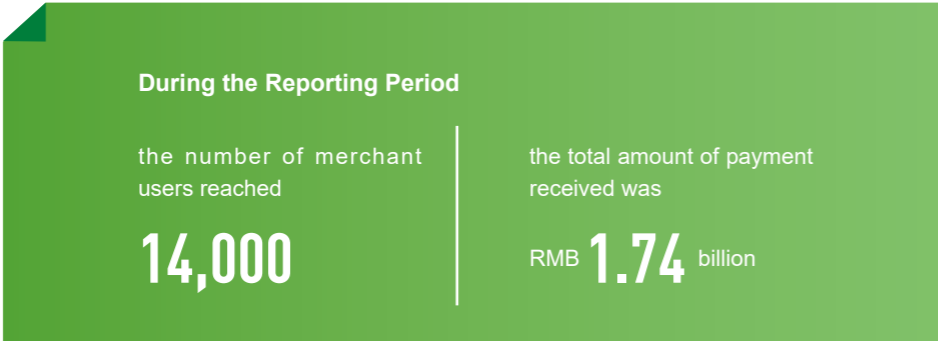 During the Reporting Period
the number of merchant
users reached
14,000
the total amount of payment
received was
RMB 1.74 billion